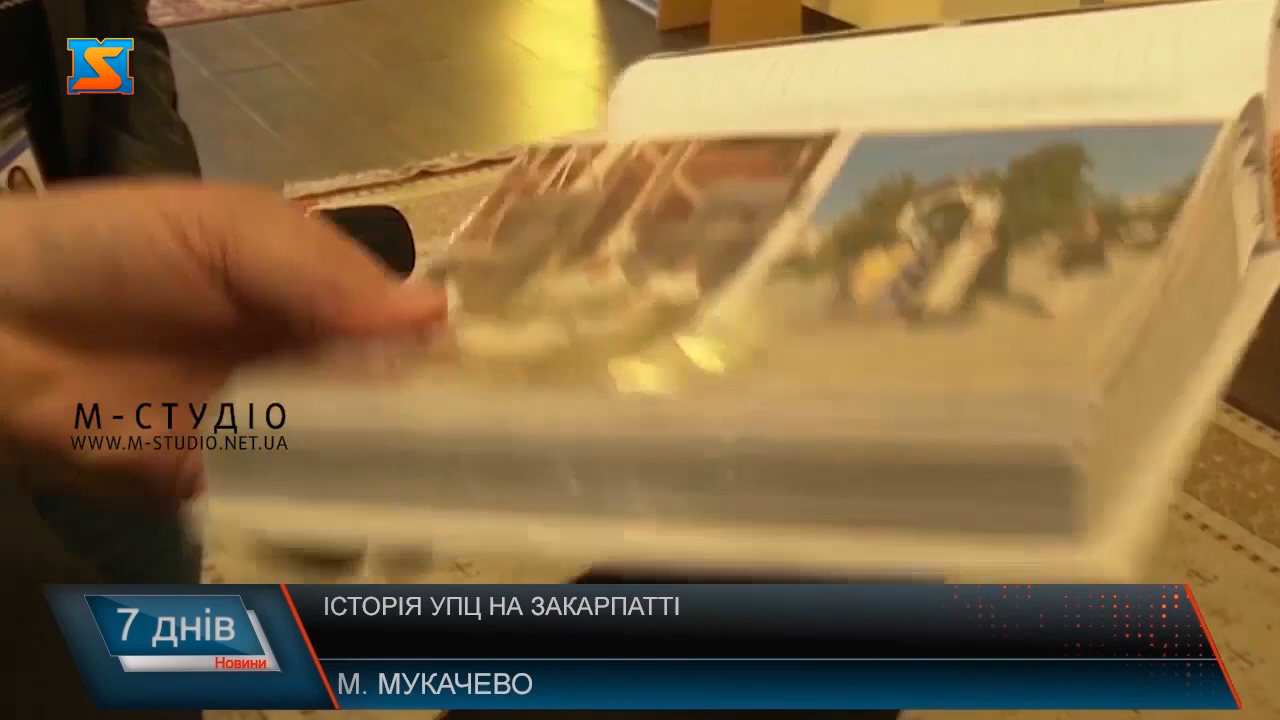 М-СТУДІО
WWW.M-STUDIO.NET.UA
7 днів
Новини
ІСТОРІЯ УПЦ НА ЗАКАРПАТТІ
М. МУКАЧЕВО